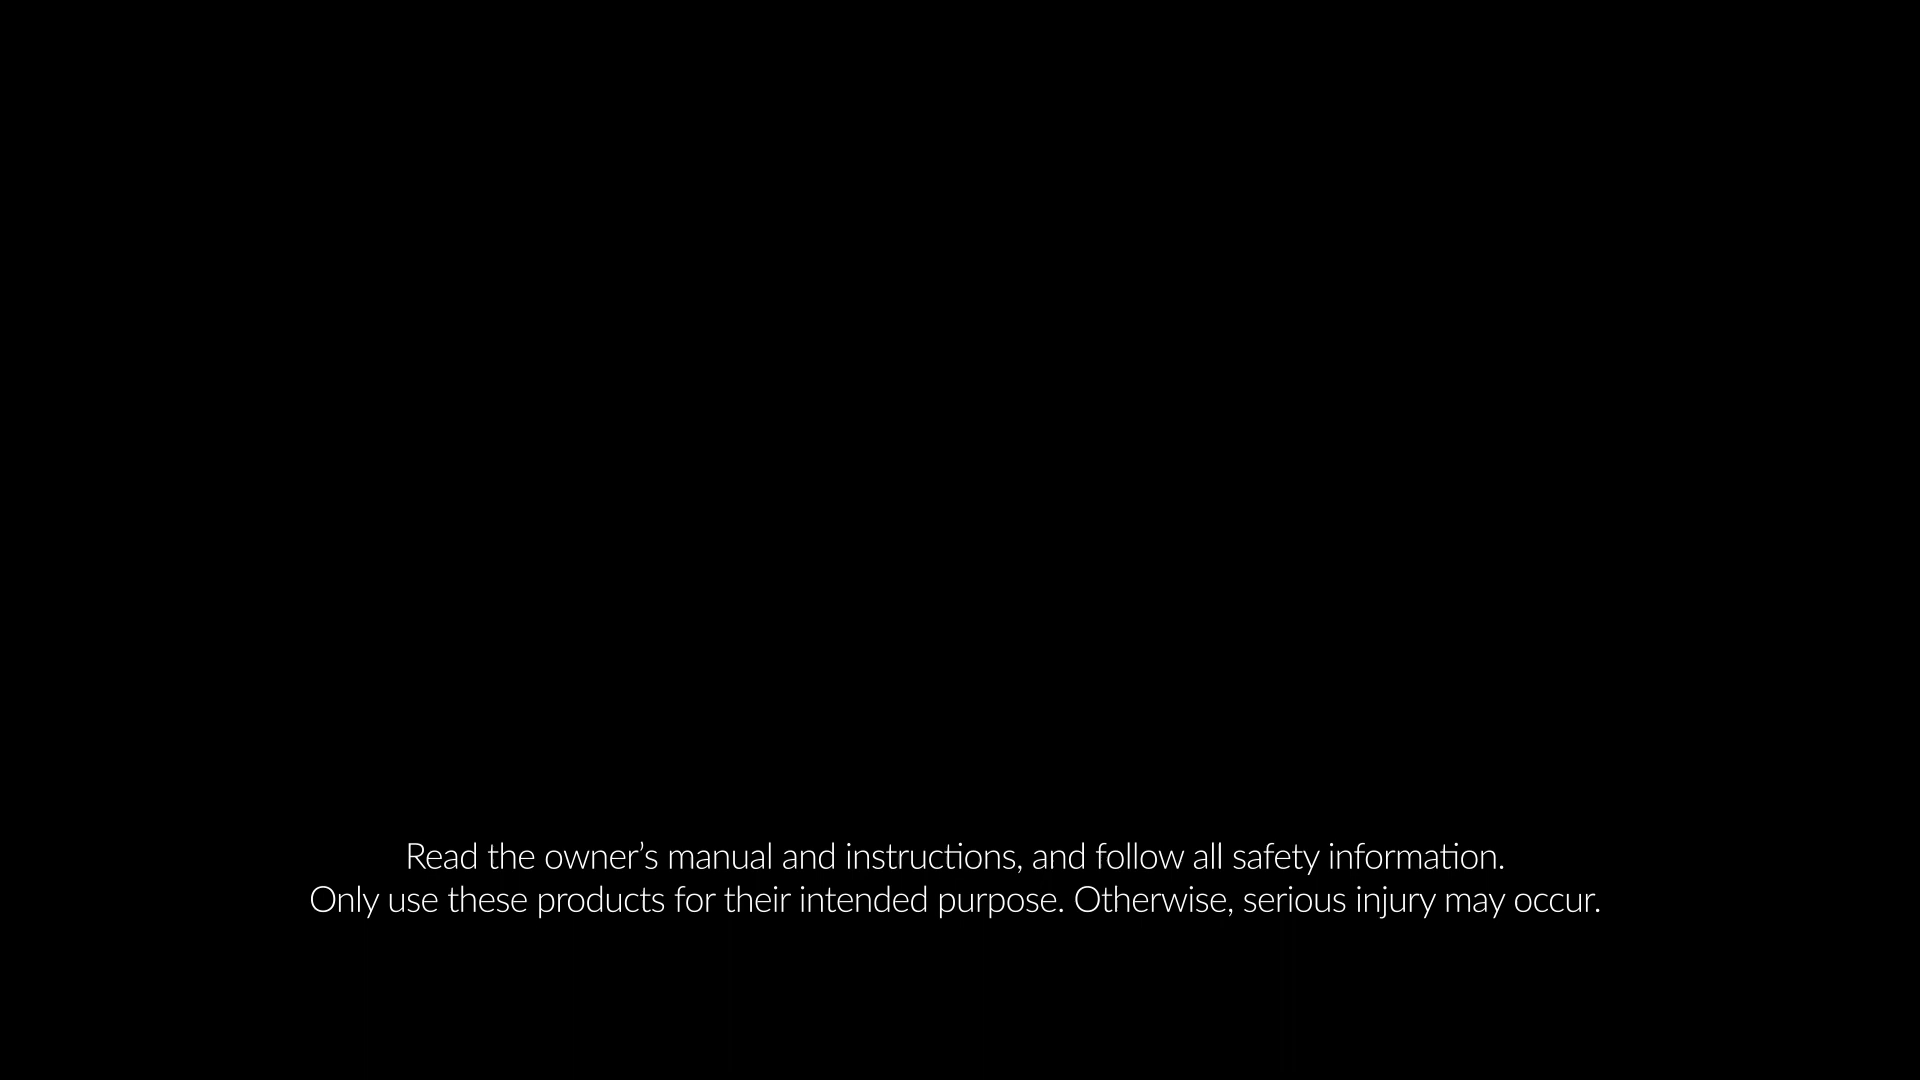 Read the owner’s manual and instructions, and follow all safety information.
Only use these products for their intended purpose. Otherwise, serious injury may occur.